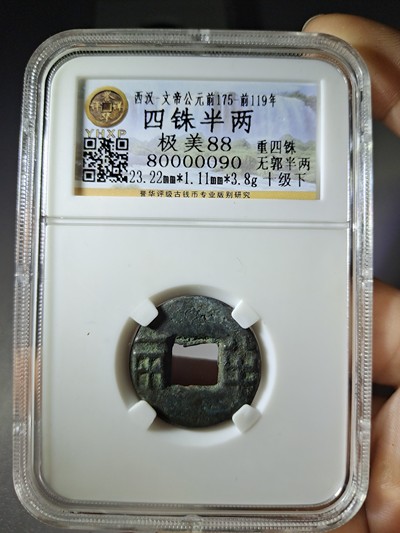 西汉·文帝公元前175-前119年
四铢半两
极美88
重四铢
80000090
无郭半两
YHXP
23.22mm*1.11mm*3.8g 十级下
誉华评级古钱币专业版别研究
半 两